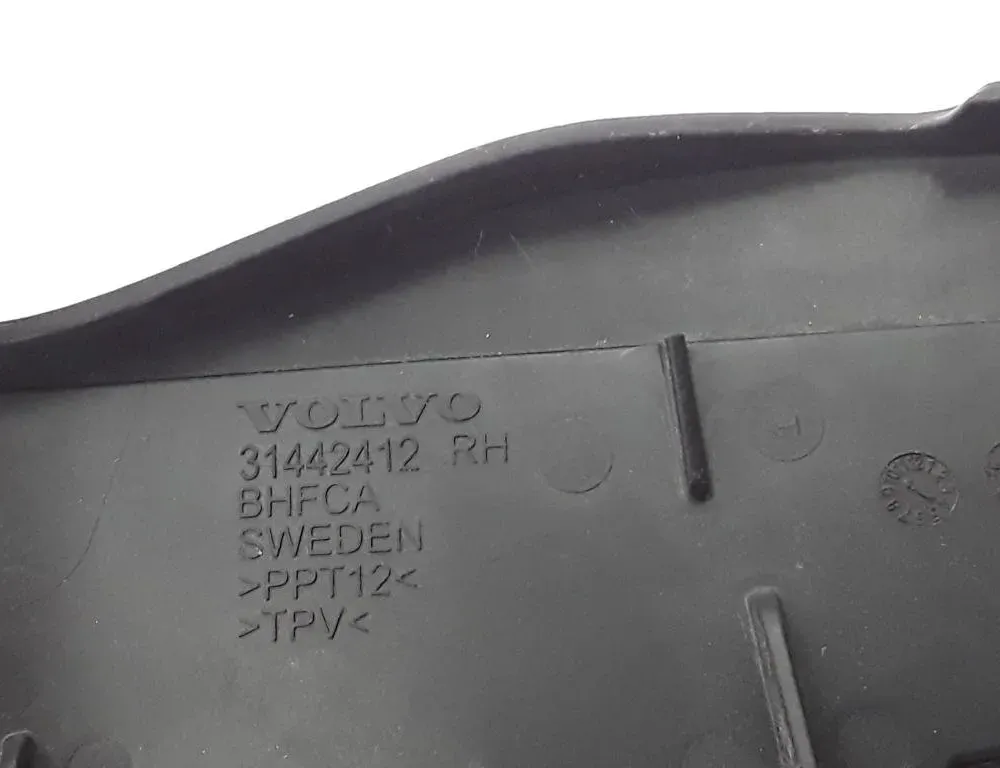 VOLVO
31442412 RH
BHFCA
SWEDEN
>PPT12<
>TPV<